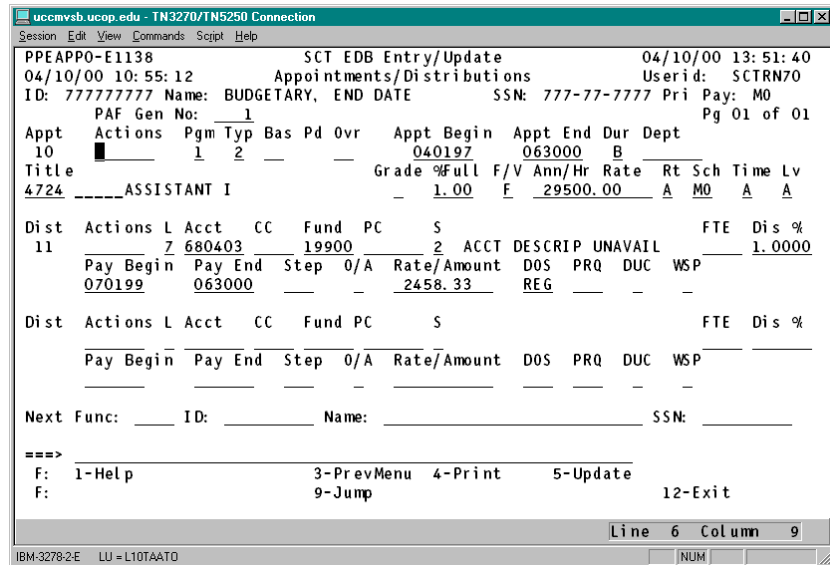 uccmvsb.ucop.edu - TN3270/TN5250 Connection
Session Edit View Commands Script Help
PPEAPP0-E1138 SCT EDB Entry/Update 04/10/00 13:51:40
04/10/00 10:55:12 Appointments/Distributions Userid: SCTRN70
ID: 777777777 Name: BUDGETARY, END DATE SSN: 777-77-7777 Pri Pay: MO
PAF Gen No: 1 Pg 01 of 01
Appt Actions Pgm Typ Bas Pd Ovr Appt Begin Appt End Dur Dept
10 1 2 040197 063000 B
Title Grade %Full F/V Ann/Hr Rate Rt Sch Time Lv
4724 _____ASSISTANT I 1.00 F 29500.00 A MO A A
Dist Actions L Acct CC Fund PC S FTE Dis %
11 7 680403 19900 2 ACCT DESCRIP UNAVAIL 1.0000
Pay Begin Pay End Step O/A Rate/Amount DOS PRQ DUC WSP
070199 063000 2458.33 REG
Dist Actions L Acct CC Fund PC S FTE Dis %
Pay Begin Pay End Step O/A Rate/Amount DOS PRQ DUC WSP
Next Func: _____ ID: _________ Name: __________________________ SSN: _________
===>
F: 1-Help 3-PrevMenu 4-Print 5-Update
F: 9-Jump 12-Exit
Line 6 Column 9
IBM-3278-2-E LU = L10TAAT0 NUM